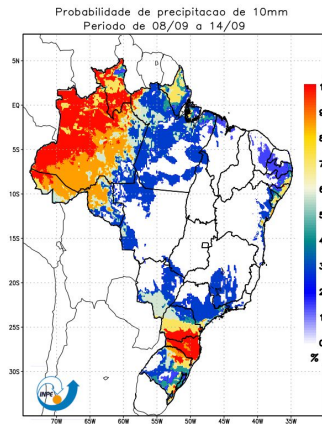 Probabilidade de precipitacao de 10mm
Periodo de 08/09 a 14/09
5N
EQ
5S
10S
15S
20S
25S
30S
70W 65W 60W 55W 50W 45W 40W 35W
%
INPE